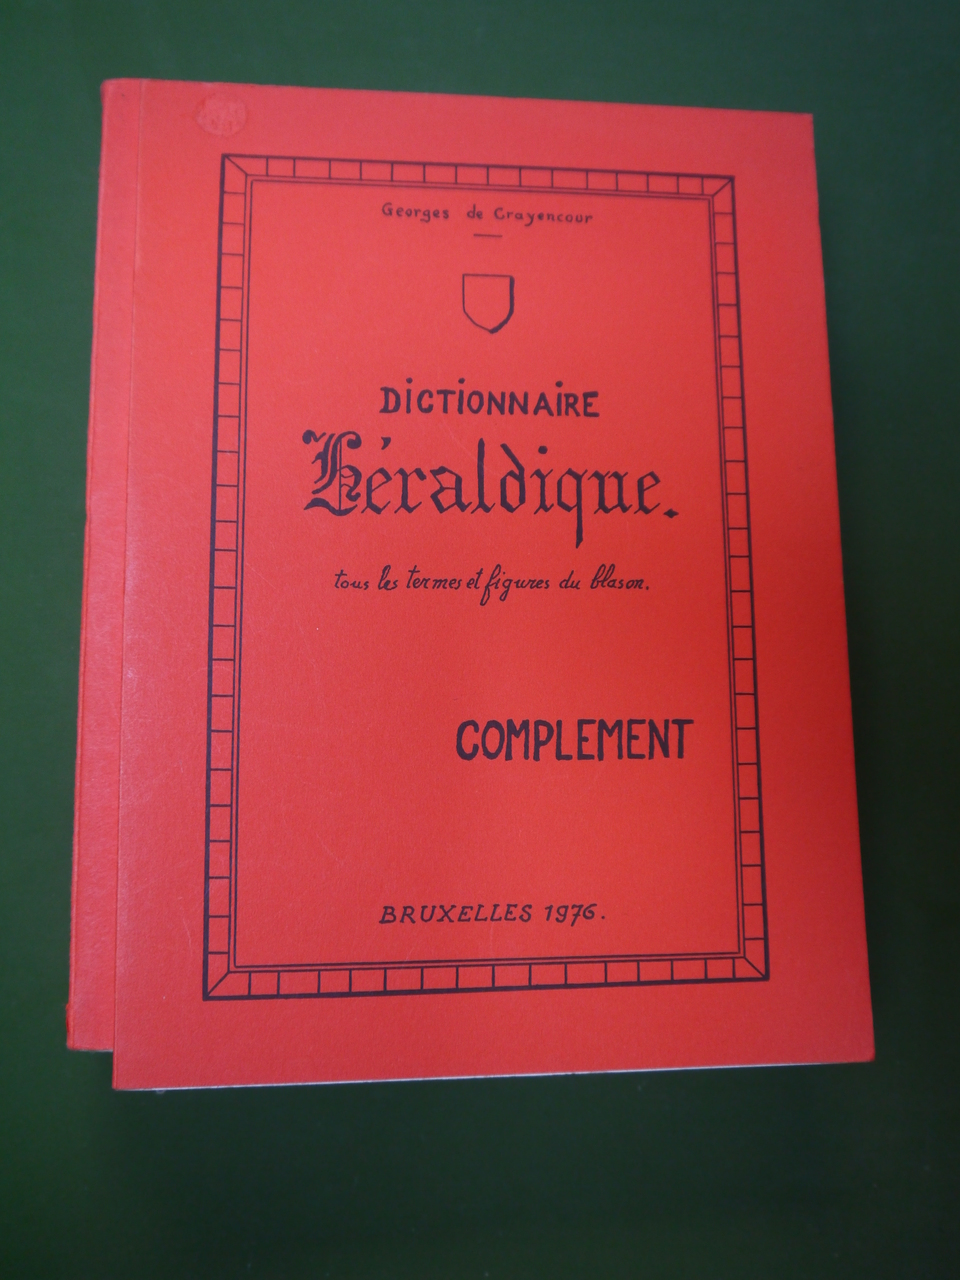 Georges de Crayencour
DICTIONNAIRE
Héraldique.
tous les termes et figures du blason.
COMPLEMENT
BRUXELLES 1976.